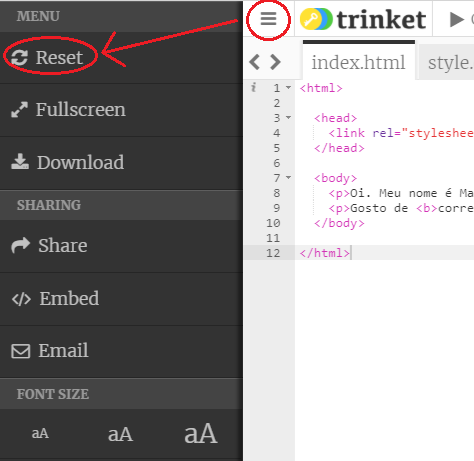 MENU
Reset
Fullscreen
Download
SHARING
Share
Embed
Email
FONT SIZE
aA aA aA
trinket
index.html style.
1 <html>
2
3 <head>
4 <link rel="styleshee
5 </head>
6
7 <body>
8 <p>Oi. Meu nome é Ma
9 <p>Gosto de <b>corre
10 </body>
11
12 </html>